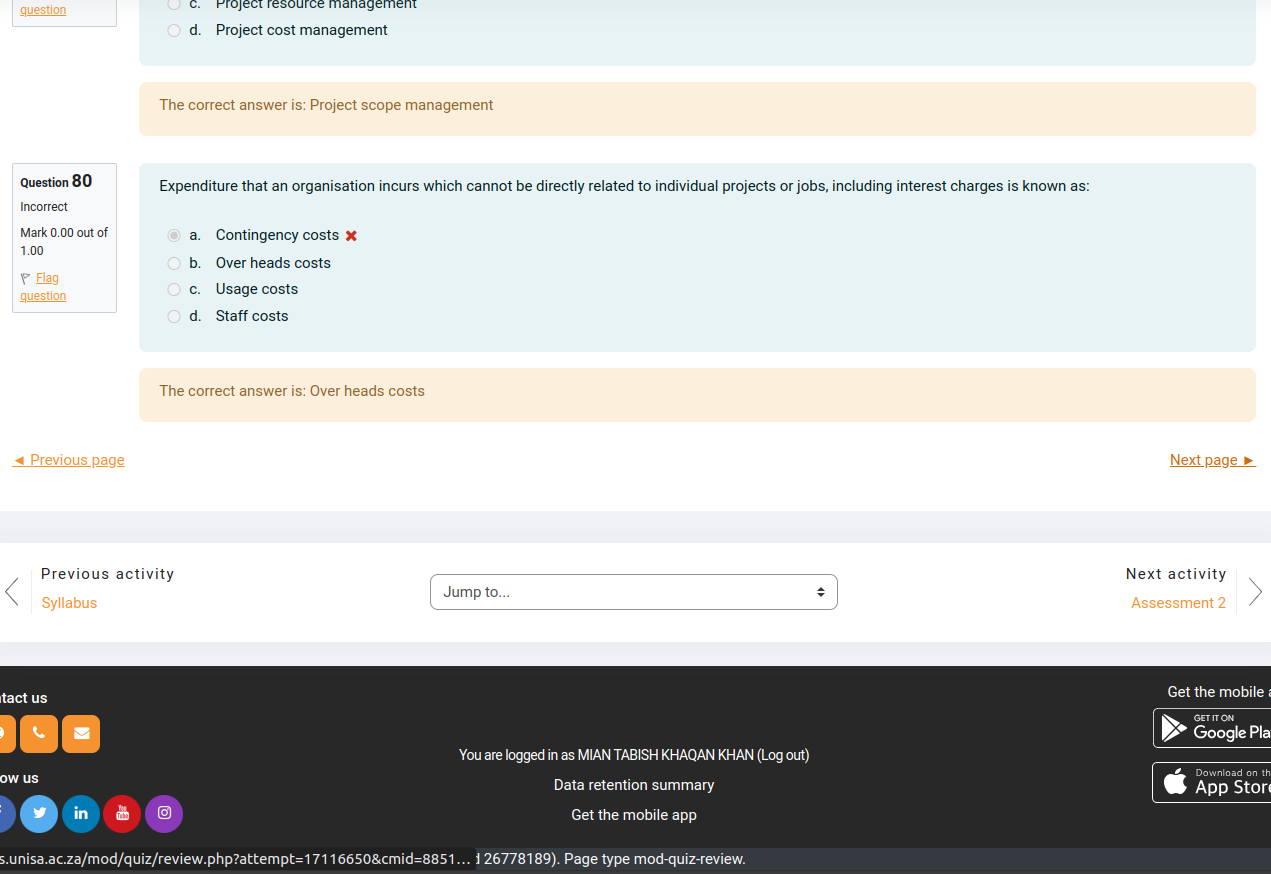 question
c. Project resource management
d. Project cost management
The correct answer is: Project scope management
Question 80
Incorrect
Mark 0.00 out of
1.00
Flag
question
Expenditure that an organisation incurs which cannot be directly related to individual projects or jobs, including interest charges is known as:
a. Contingency costs
b. Over heads costs
c. Usage costs
d. Staff costs
The correct answer is: Over heads costs
◄ Previous page
Next page ►
Previous activity
Syllabus
Jump to...
Next activity
Assessment 2
tact us
ow us
You are logged in as MIAN TABISH KHAQAN KHAN (Log out)
Data retention summary
Get the mobile app
Get the mobile a
GET IT ON
Google Pla
Download on th
App Store
s.unisa.ac.za/mod/quiz/review.php?attempt=17116650&cmid=8851... 26778189). Page type mod-quiz-review.